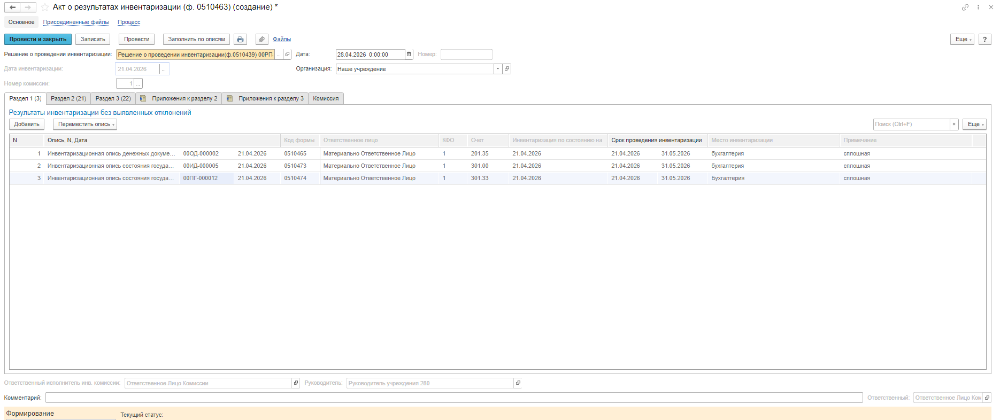 Акт о результатах инвентаризации (ф. 0510463) (создание) *
Основное Присоединенные файлы Процесс
Провести и закрыть Записать Провести Заполнить по описям Файлы Еще ?
Решение о проведении инвентаризации: Решение о проведении инвентаризации(ф.0510439) 00РП- ... Дата: 28.04.2026 0:00:00 Номер:
Дата инвентаризации: 21.04.2026 ... Организация: Наше учреждение
Номер комиссии: 1 ...
Раздел 1 (3) Раздел 2 (21) Раздел 3 (22) Приложения к разделу 2 Приложения к разделу 3 Комиссия
Результаты инвентаризации без выявленных отклонений
Добавить Переместить опись Поиск (Ctrl+F) × Еще
N Опись, N, Дата Код формы Ответственное лицо КФО Счет Инвентаризация по состоянию на Срок проведения инвентаризации Место инвентаризации Примечание
1 Инвентаризационная опись денежных докуме... 00ОД-000002 21.04.2026 0510465 Материально Ответственное Лицо 1 201.35 21.04.2026 21.04.2026 31.05.2026 бухгалтерия сплошная
2 Инвентаризационная опись состояния госуда... 00ИД-000005 21.04.2026 0510473 Материально Ответственное Лицо 1 301.00 21.04.2026 21.04.2026 31.05.2026 бухгалтерия сплошная
3 Инвентаризационная опись состояния госуда... 00ПГ-000012 21.04.2026 0510474 Материально Ответственное Лицо 1 301.33 21.04.2026 21.04.2026 31.05.2026 Бухгалтерия сплошная
Ответственный исполнитель инв. комиссии: Ответственное Лицо Комиссии Руководитель: Руководитель учреждения 280
Комментарий: Ответственный: Ответственное Лицо Ком
Формирование Текущий статус: